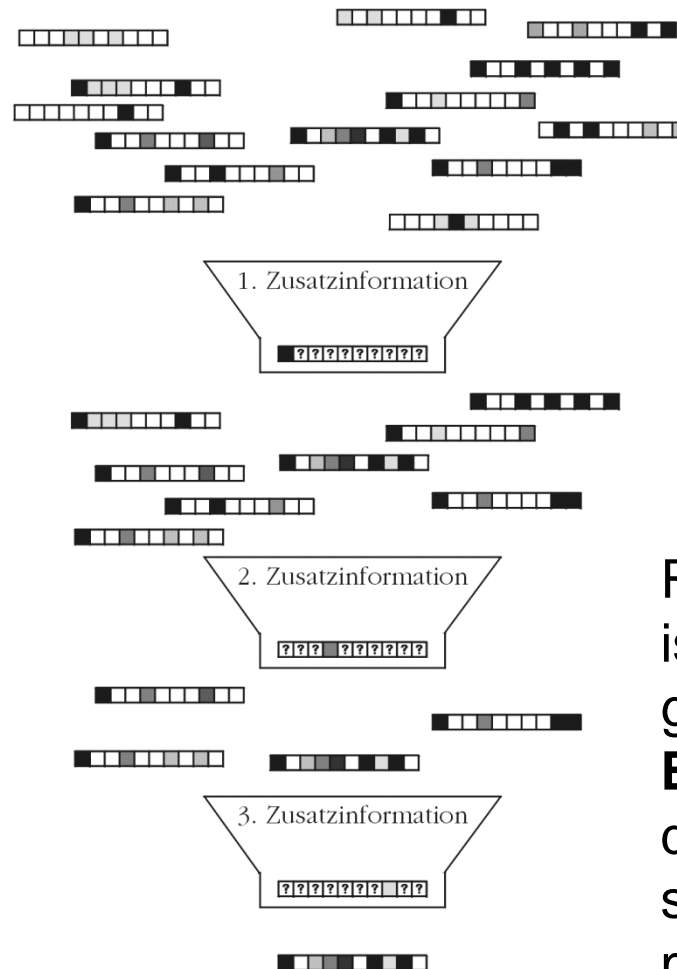 1. Zusatzinformation
? ? ? ? ? ? ? ? ?
2. Zusatzinformation
? ? ? ? ? ? ? ? ?
3. Zusatzinformation
? ? ? ? ? ? ? ? ?